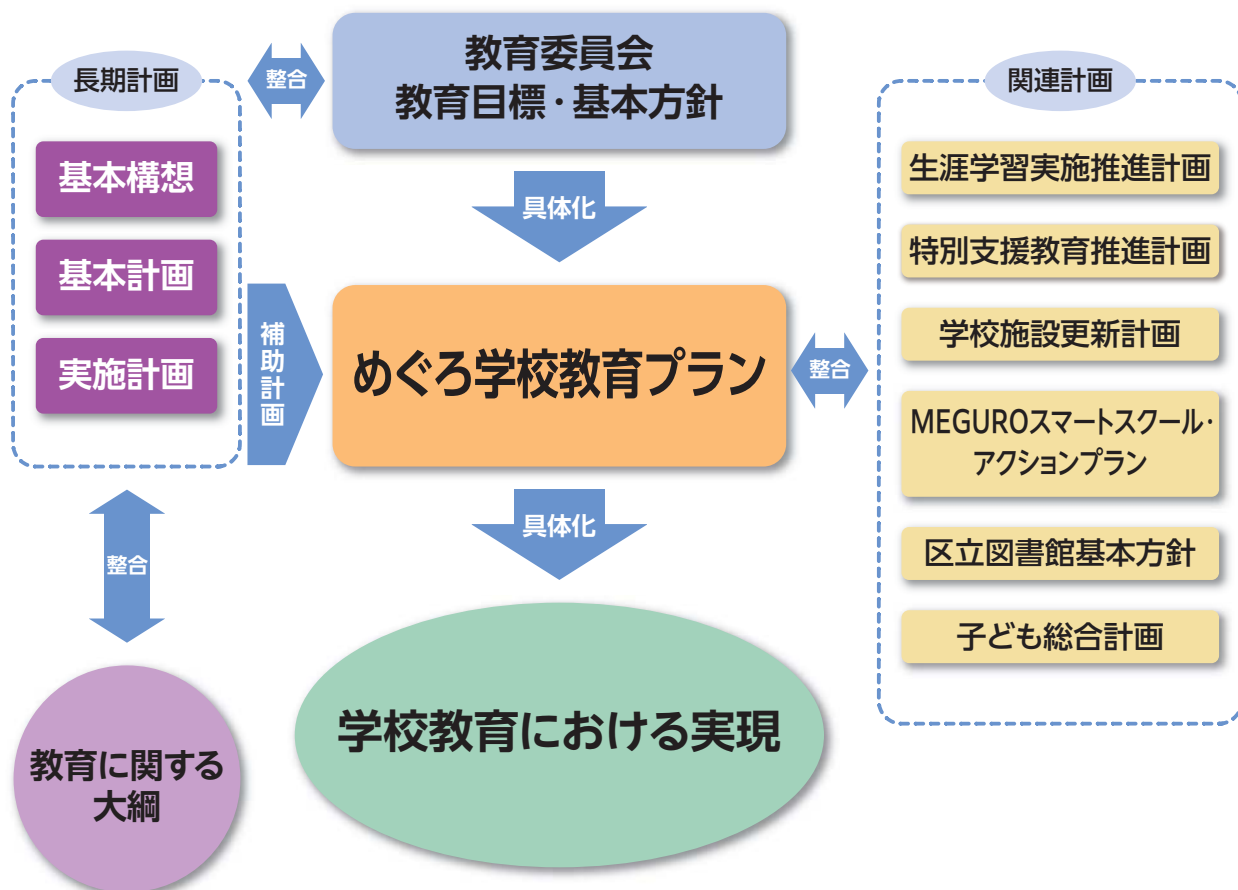 長期計画
基本構想
基本計画
実施計画
整合
教育委員会
教育目標・基本方針
具体化
補助計画
めぐろ学校教育プラン
整合
具体化
学校教育における実現
整合
教育に関する
大綱
関連計画
生涯学習実施推進計画
特別支援教育推進計画
学校施設更新計画
MEGUROスマートスクール・
アクションプラン
区立図書館基本方針
子ども総合計画